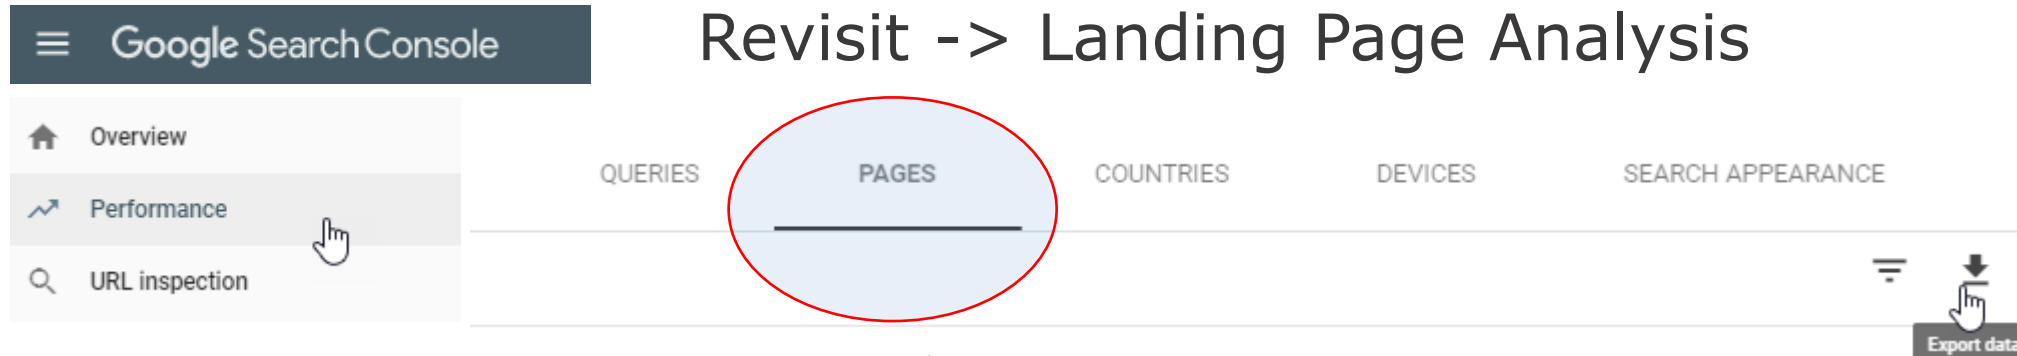 Google Search Console
Revisit -> Landing Page Analysis
Overview
Performance
URL inspection
QUERIES PAGES COUNTRIES DEVICES SEARCH APPEARANCE
Export data